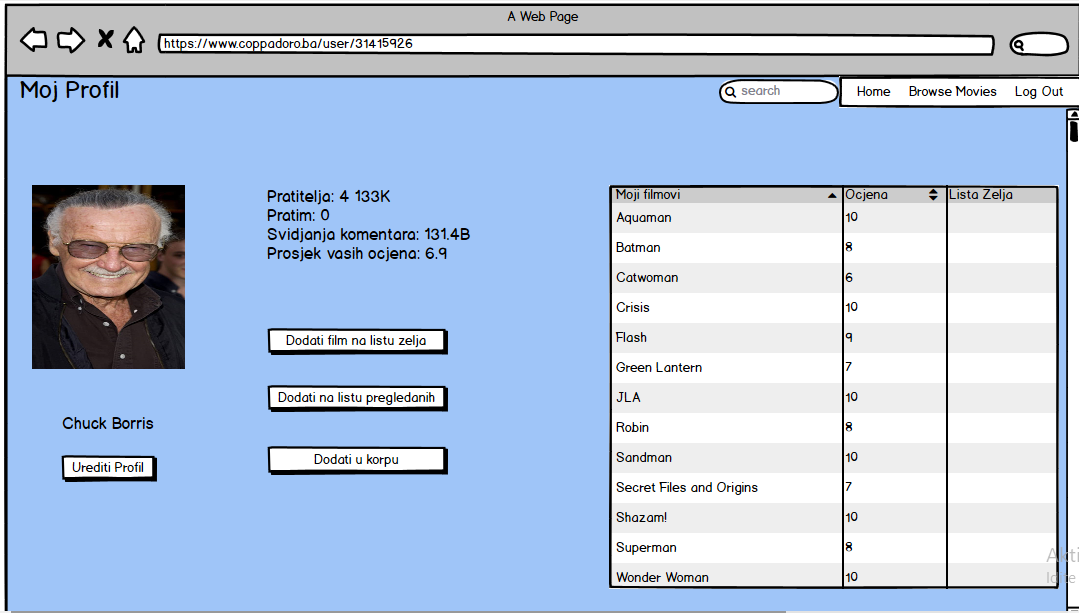 A Web Page
https://www.coppadoro.ba/user/31415926
Moj Profil
search
Home Browse Movies Log Out
Pratitelja: 4 133K
Pratim: 0
Svidjanja komentara: 131.4B
Prosjek vasih ocjena: 6.9
Dodati film na listu zelja
Dodati na listu pregledanih
Dodati u korpu
Chuck Borris
Urediti Profil
Moji filmovi Ocjena Lista Zelja
Aquaman 10
Batman 8
Catwoman 6
Crisis 10
Flash 9
Green Lantern 7
JLA 10
Robin 8
Sandman 10
Secret Files and Origins 7
Shazam! 10
Superman 8
Wonder Woman 10